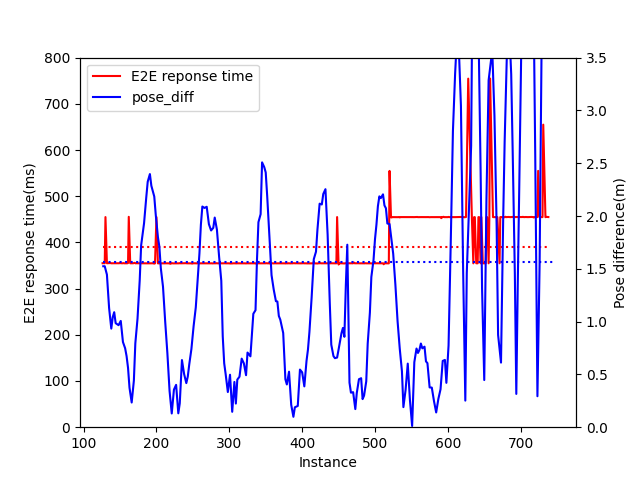 800
700
600
500
400
300
200
100
0
E2E response time(ms)
E2E reponse time
pose_diff
3.5
3.0
2.5
2.0
1.5
1.0
0.5
0.0
Pose difference(m)
100 200 300 400 500 600 700
Instance